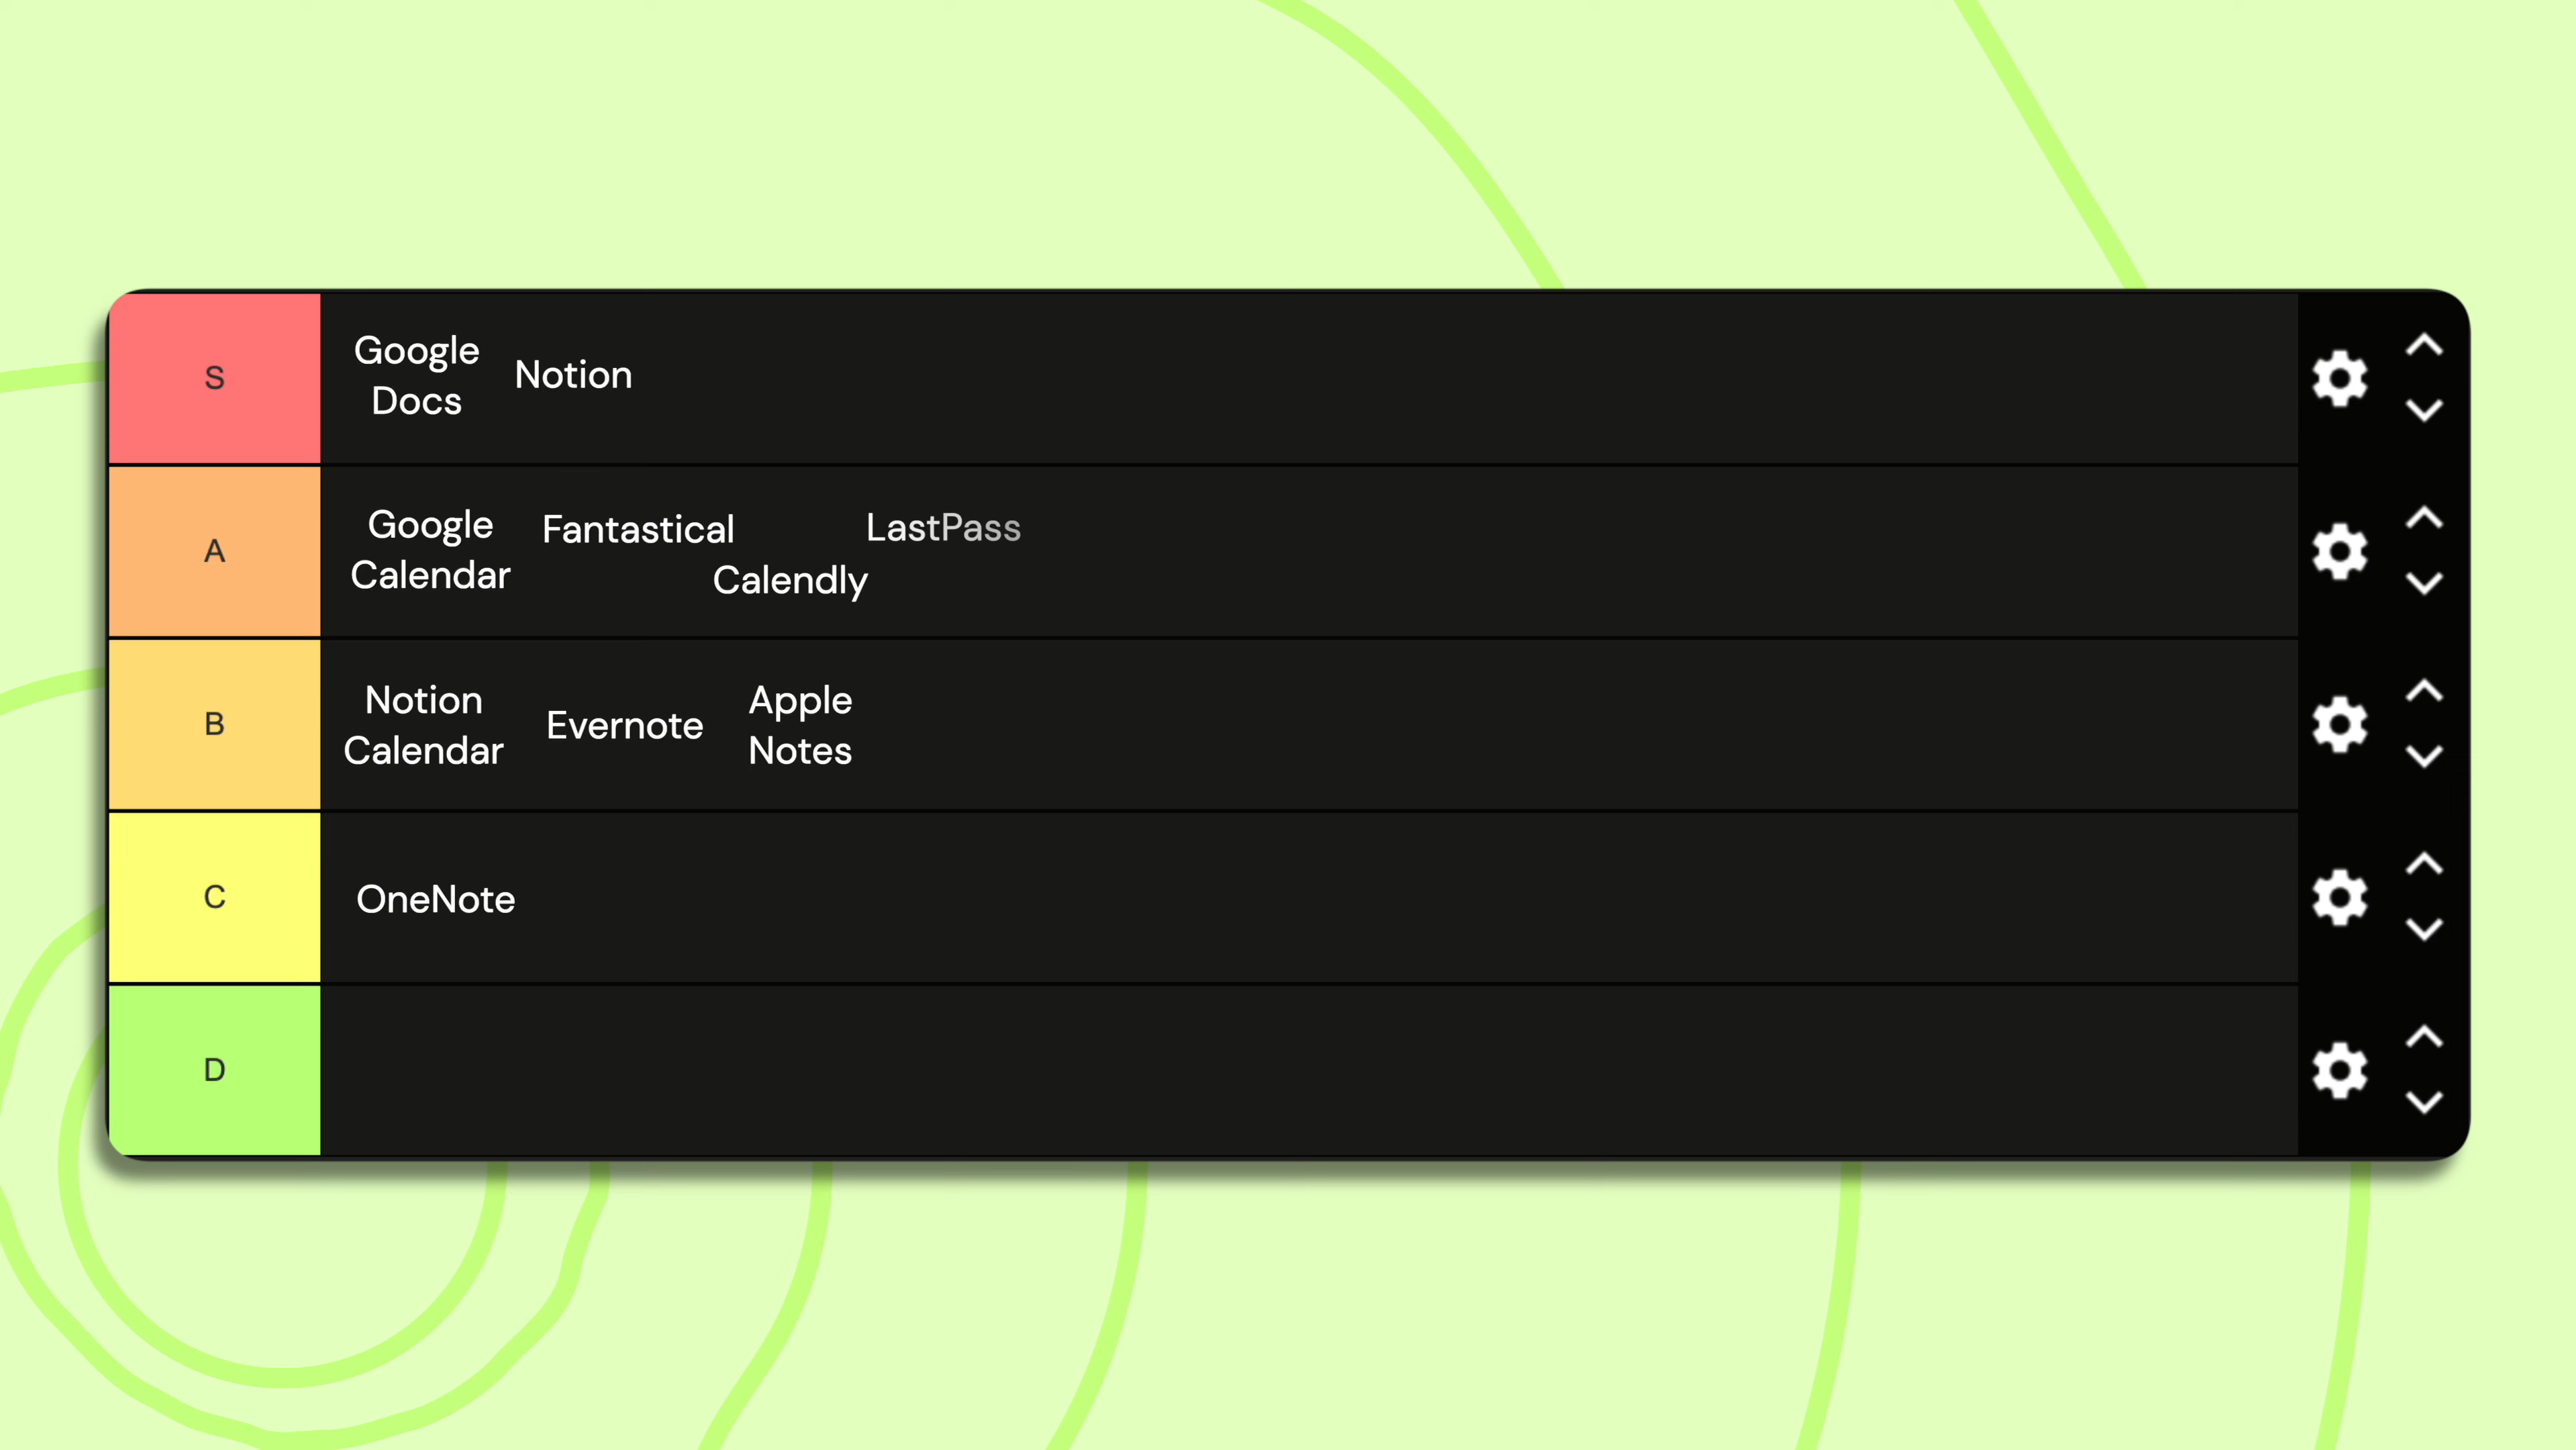 S
Google
Docs
Notion
A
Google
Calendar
Fantastical
Calendly
LastPass
B
Notion
Calendar
Evernote
Apple
Notes
C
OneNote
D